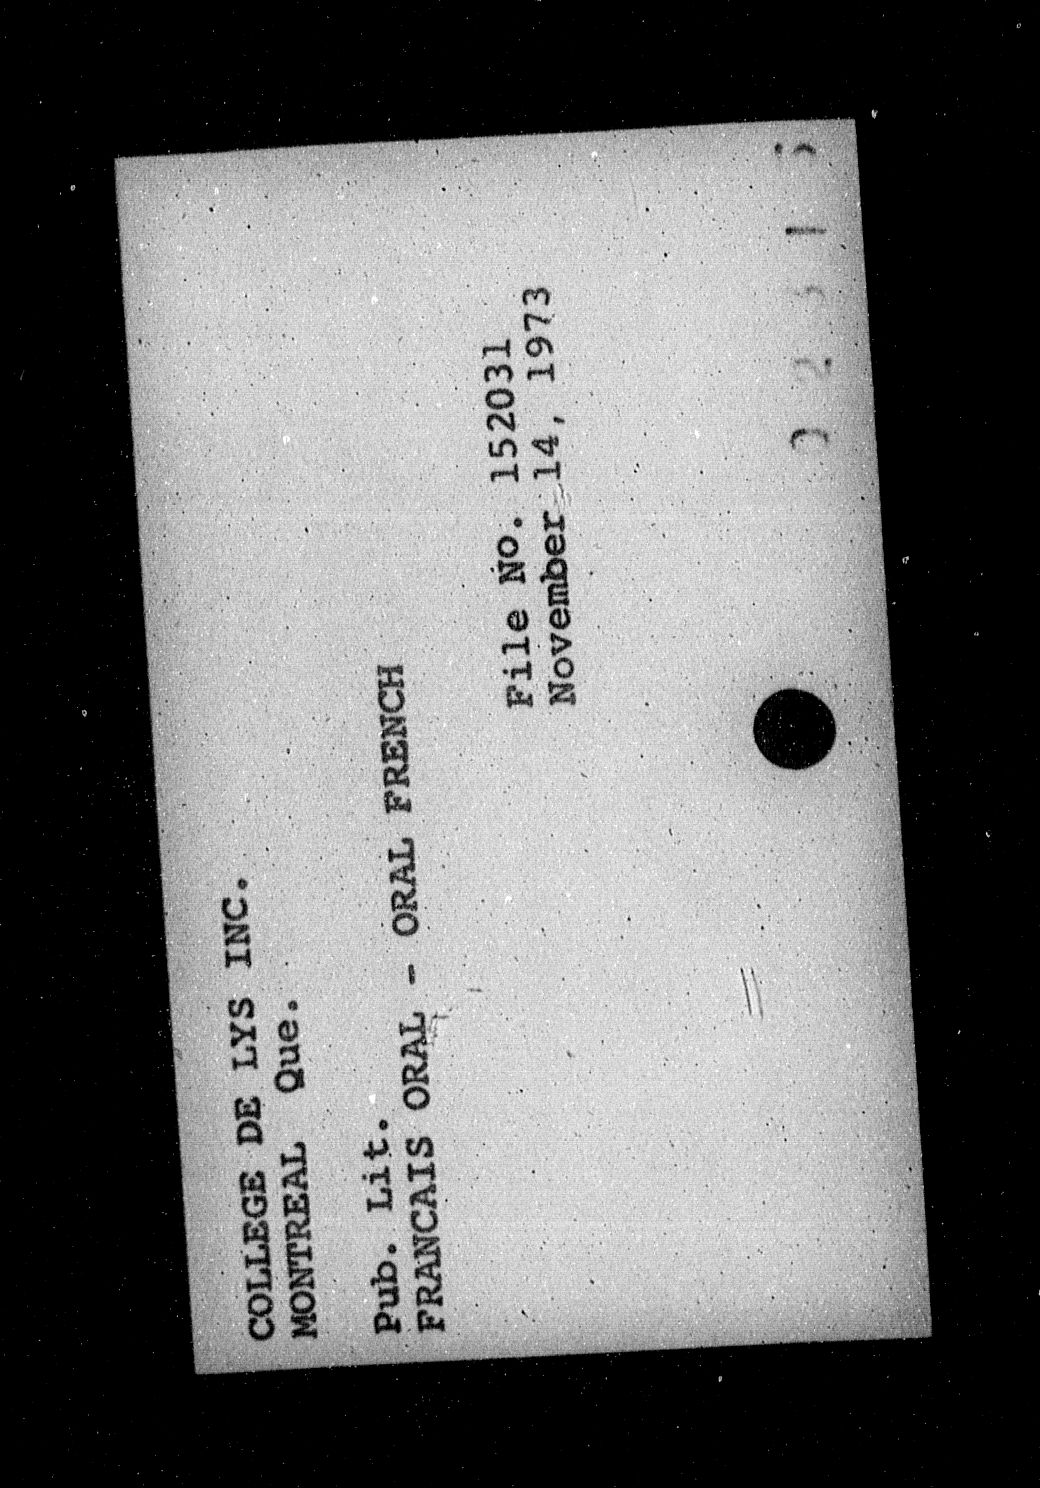 COLLEGE DE LYS INC.
MONTREAL Que.
Pub. Lit.
FRANCAIS ORAL - ORAL FRENCH
File No. 152031
November 14, 1973